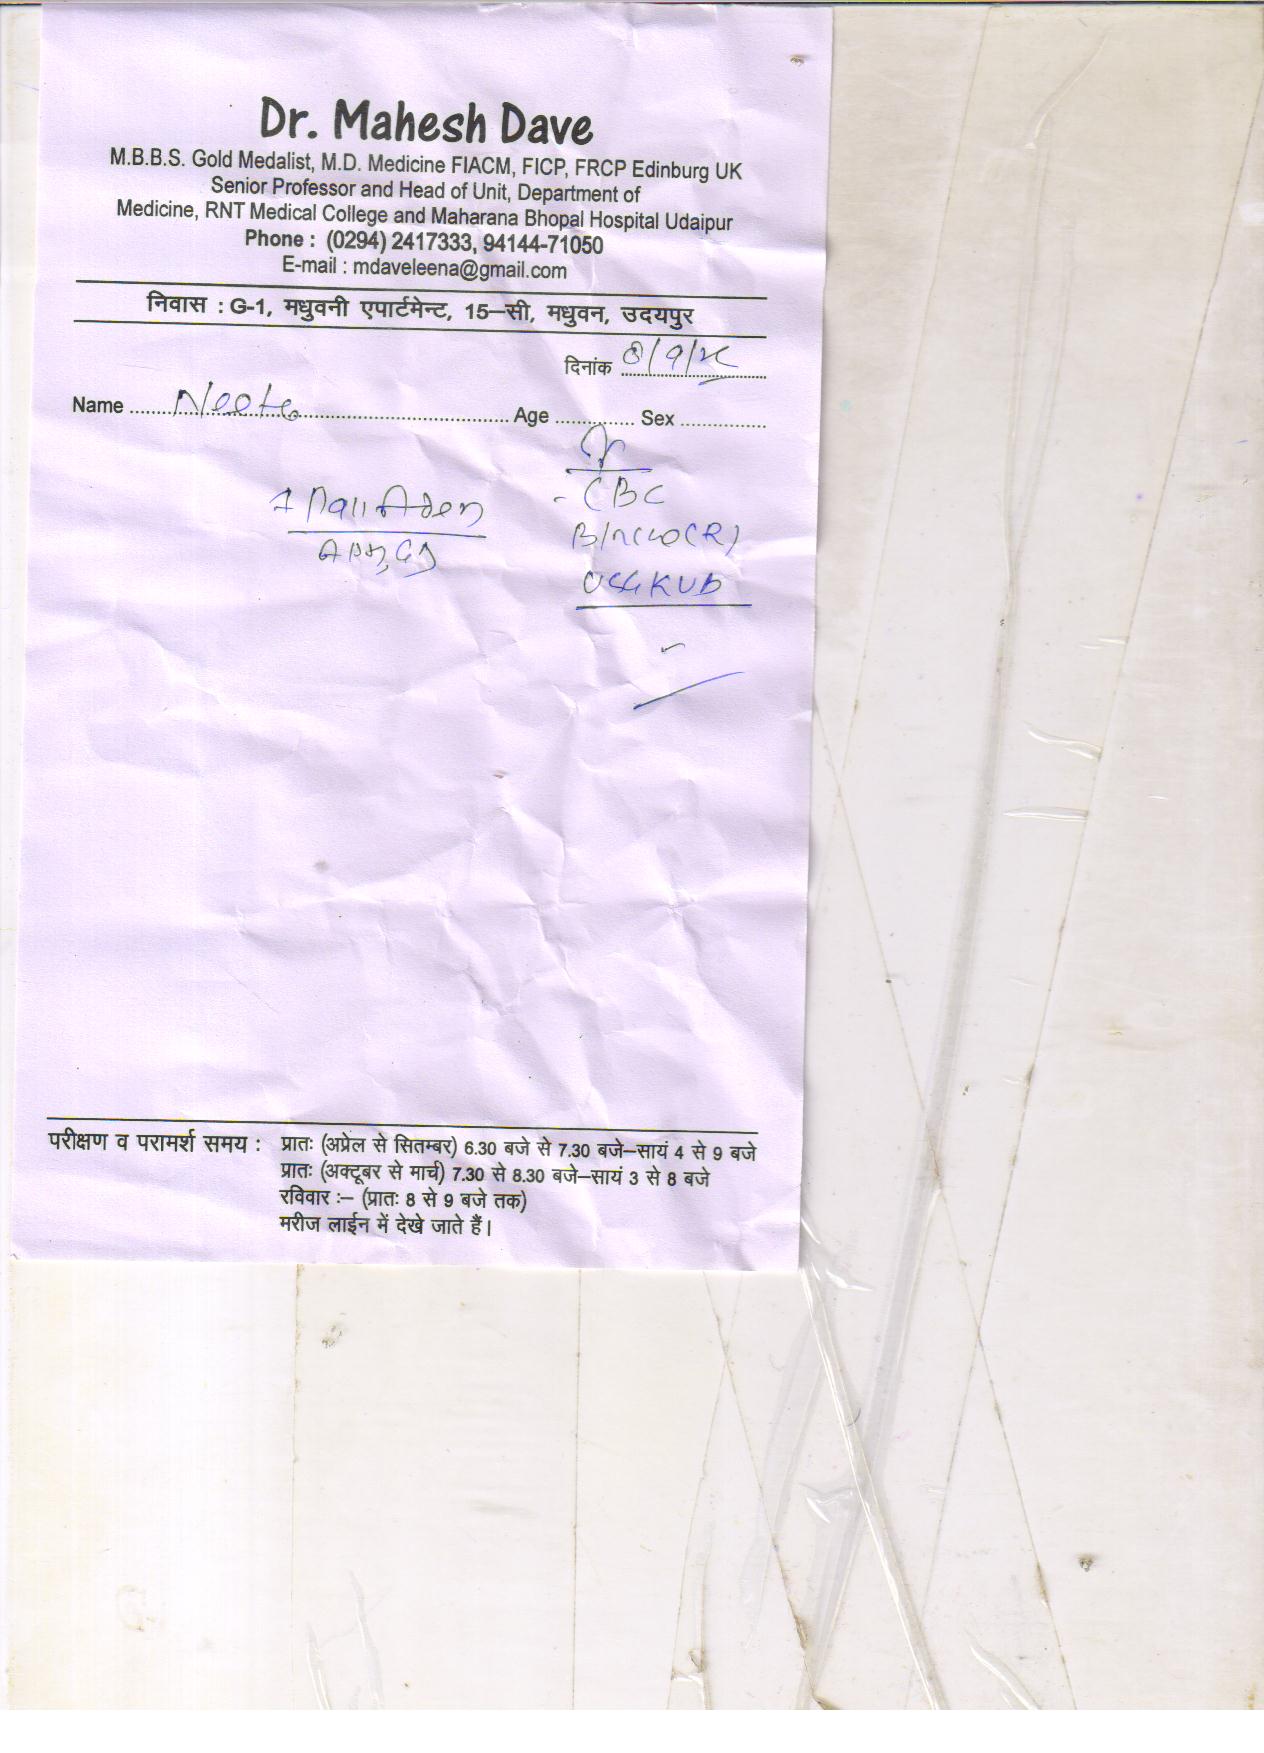 Dr. Mahesh Dave
M.B.B.S. Gold Medalist, M.D. Medicine FIACM, FICP, FRCP Edinburg UK
Senior Professor and Head of Unit, Department of
Medicine, RNT Medical College and Maharana Bhopal Hospital Udaipur
Phone : (0294) 2417333, 94144-71050
E-mail : mdaveleena@gmail.com
निवास : G-1, मधुवनी एपार्टमेन्ट, 15–सी, मधुवन, उदयपुर
दिनांक
Name Neeta Age Sex
- CBC
USG KUB
परीक्षण व परामर्श समय : प्रातः (अप्रेल से सितम्बर) 6.30 बजे से 7.30 बजे–सायं 4 से 9 बजे
प्रातः (अक्टूबर से मार्च) 7.30 से 8.30 बजे–सायं 3 से 8 बजे
रविवार :– (प्रातः 8 से 9 बजे तक)
मरीज लाईन में देखे जाते हैं।